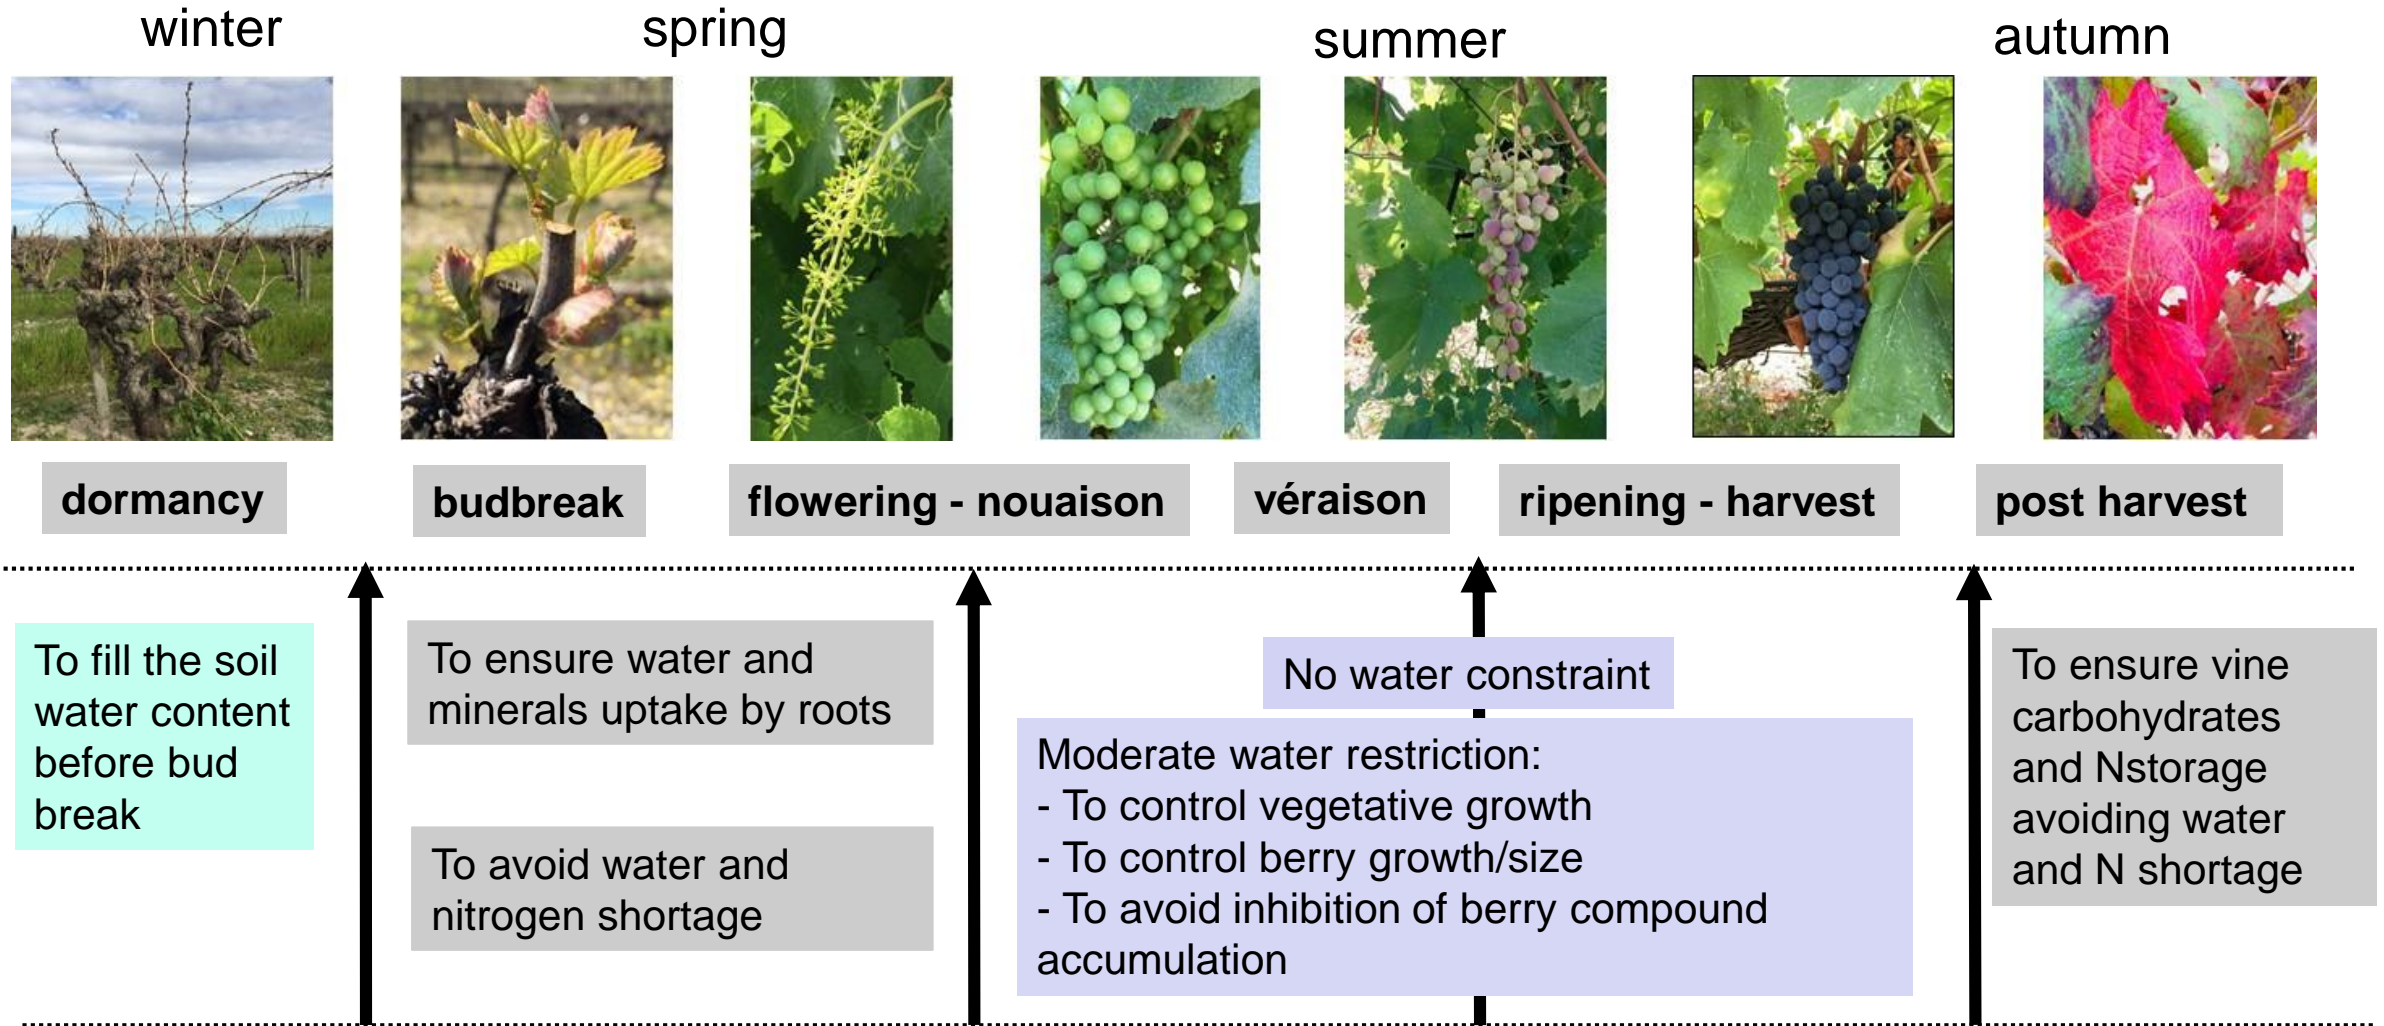 winter
spring
summer
autumn
dormancy
budbreak
flowering - nouaison
véraison
ripening - harvest
post harvest
To fill the soil
water content
before bud
break
To ensure water and
minerals uptake by roots
To avoid water and
nitrogen shortage
No water constraint
Moderate water restriction:
- To control vegetative growth
- To control berry growth/size
- To avoid inhibition of berry compound
accumulation
To ensure vine
carbohydrates
and Nstorage
avoiding water
and N shortage